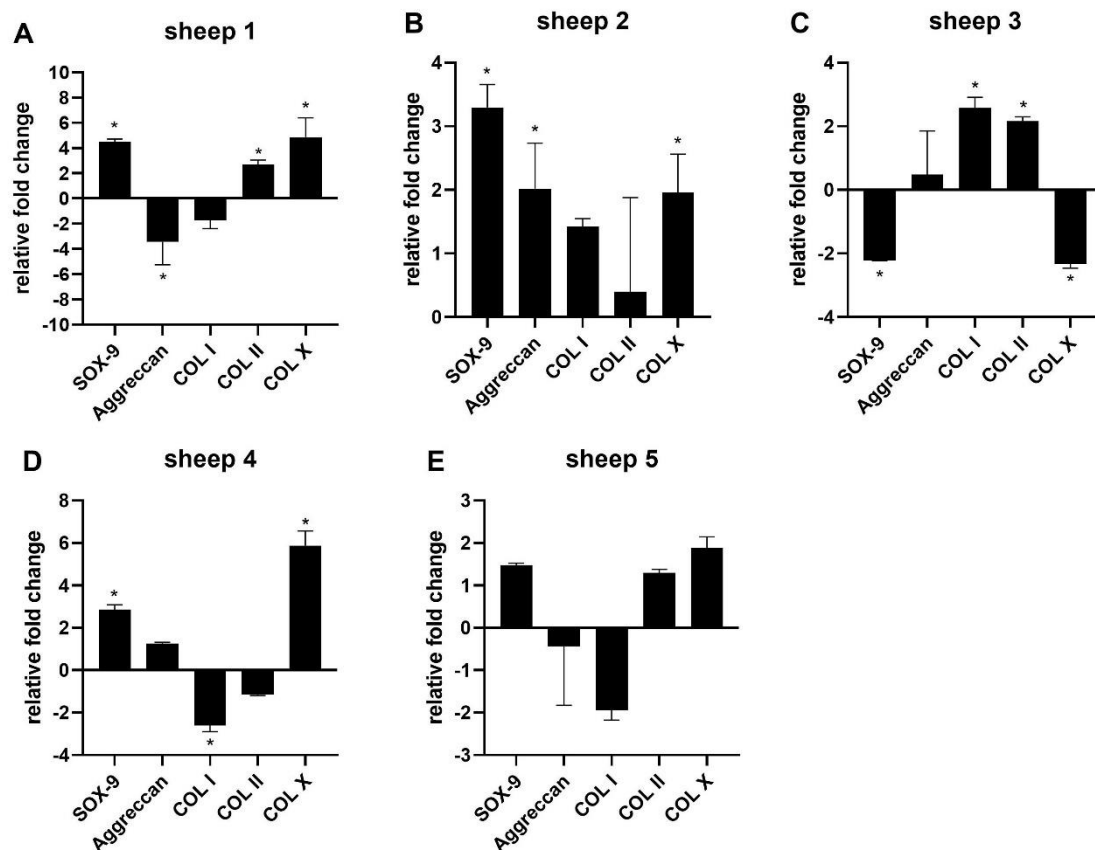 A
sheep 1
relative fold change
10
8
6
4
2
0
-2
-4
-6
-8
-10
*
*
*
*
SOX-9
Aggreccan
COL I
COL II
COL X
B
sheep 2
relative fold change
4
3
2
1
0
*
*
*
SOX-9
Aggreccan
COL I
COL II
COL X
C
sheep 3
relative fold change
4
2
0
-2
-4
*
*
*
*
SOX-9
Aggreccan
COL I
COL II
COL X
D
sheep 4
relative fold change
8
6
4
2
0
-2
-4
*
*
*
SOX-9
Aggreccan
COL I
COL II
COL X
E
sheep 5
relative fold change
3
2
1
0
-1
-2
-3
SOX-9
Aggreccan
COL I
COL II
COL X